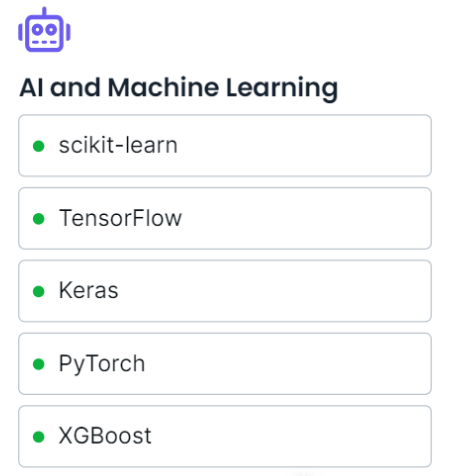 AI and Machine Learning
scikit-learn
TensorFlow
Keras
PyTorch
XGBoost